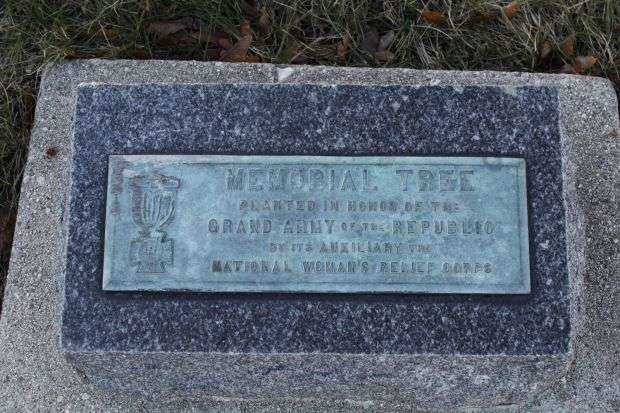 MEMORIAL TREE
PLANTED IN HONOR OF THE
GRAND ARMY OF THE REPUBLIC
BY ITS AUXILIARY THE
NATIONAL WOMAN'S RELIEF CORPS